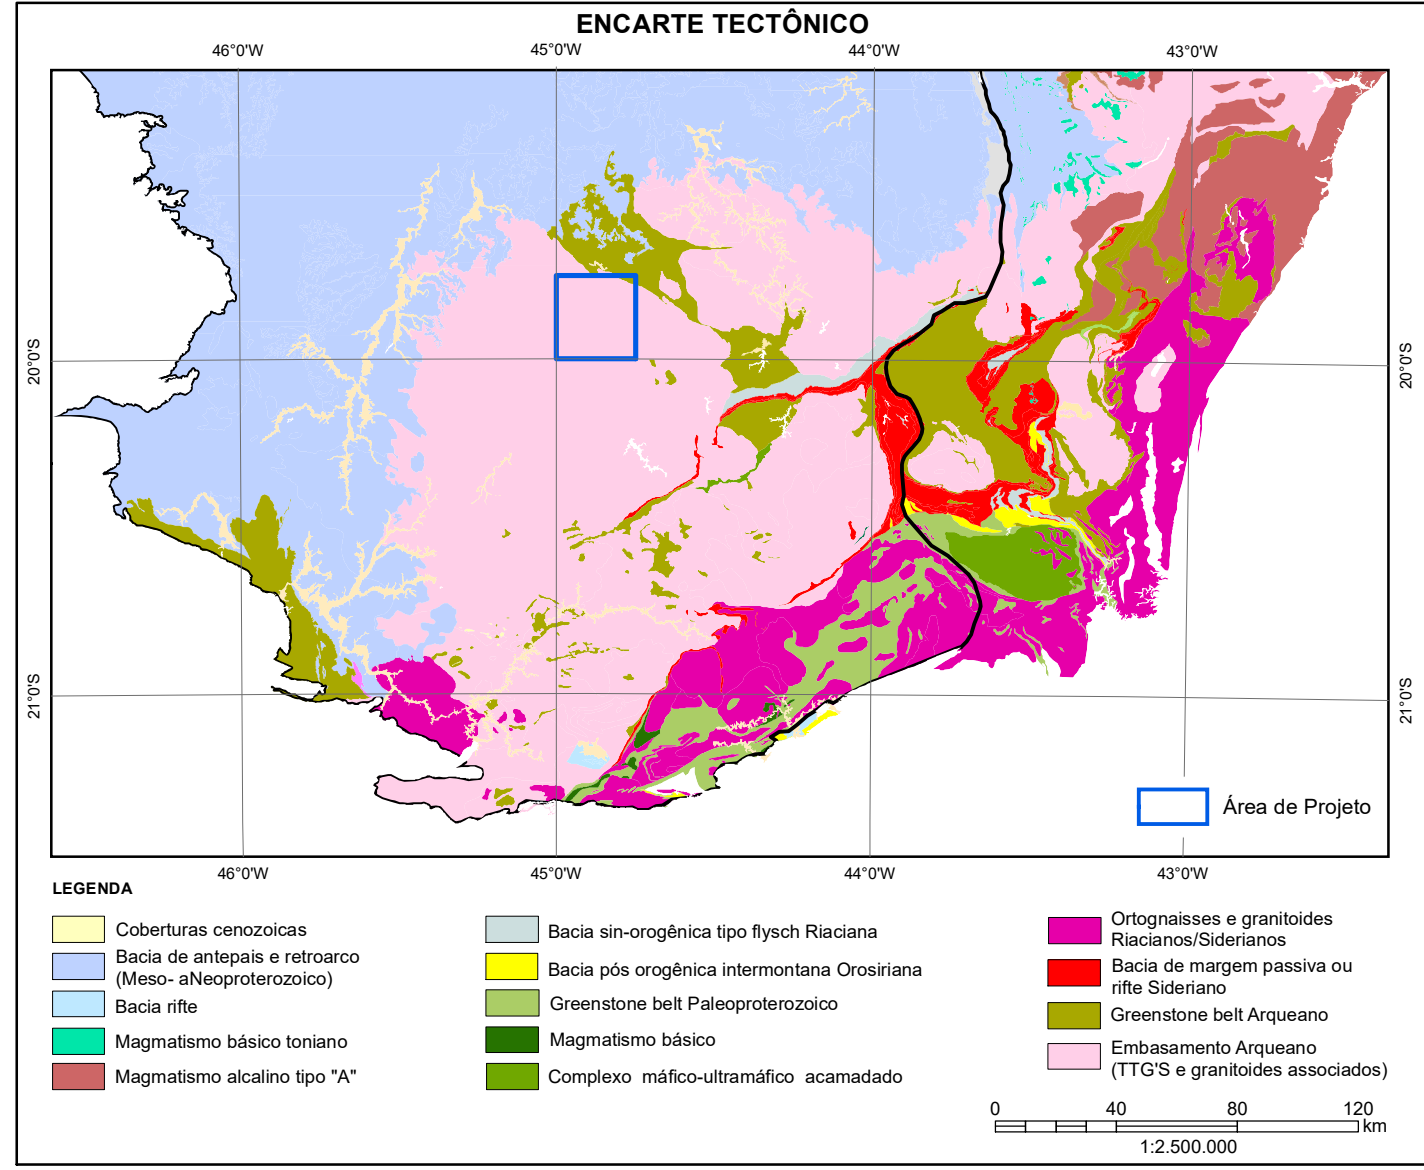 ENCARTE TECTÔNICO
46°0'W
45°0'W
44°0'W
43°0'W
20°0'S
20°0'S
21°0'S
21°0'S
Área de Projeto
46°0'W
45°0'W
44°0'W
43°0'W
LEGENDA
Coberturas cenozoicas
Bacia de antepais e retroarco
(Meso- aNeoproterozoico)
Bacia rifte
Magmatismo básico toniano
Magmatismo alcalino tipo "A"
Bacia sin-orogênica tipo flysch Riaciana
Bacia pós orogênica intermontana Orosiriana
Greenstone belt Paleoproterozoico
Magmatismo básico
Complexo máfico-ultramáfico acamadado
Ortognaisses e granitoides
Riacianos/Siderianos
Bacia de margem passiva ou
rifte Sideriano
Greenstone belt Arqueano
Embasamento Arqueano
(TTG'S e granitoides associados)
0 40 80 120
km
1:2.500.000